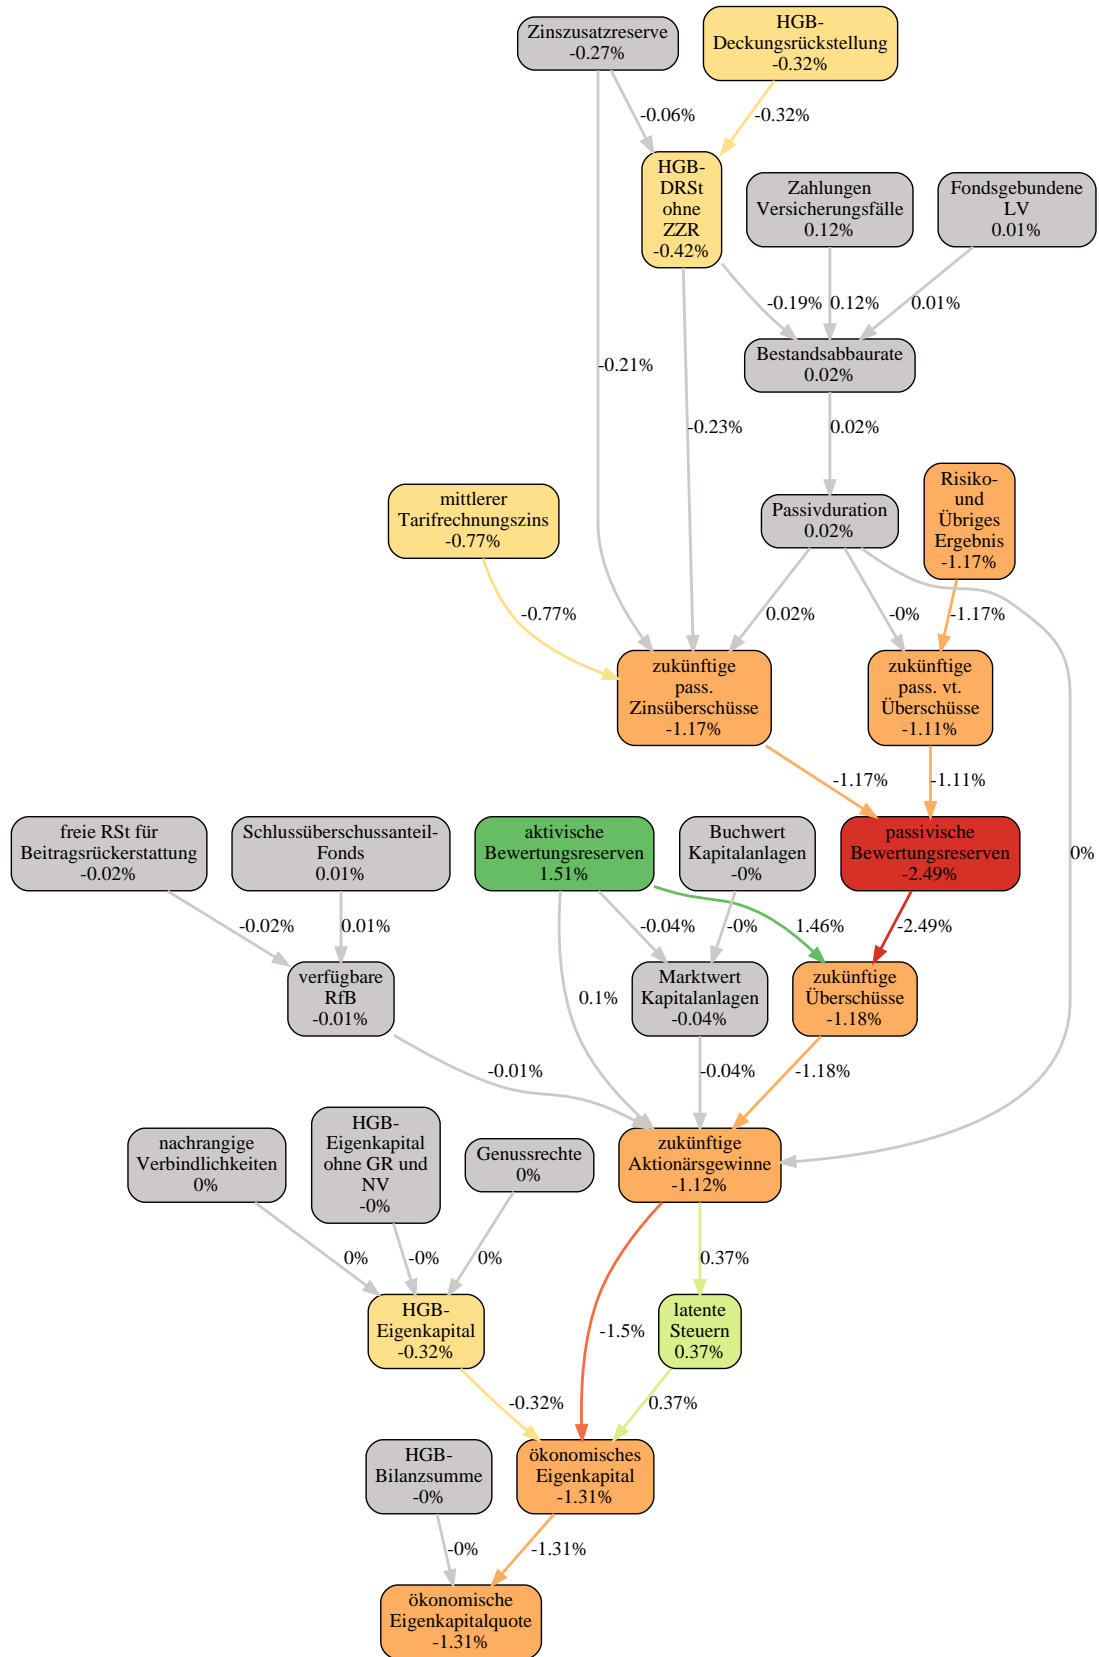 Zinszusatzreserve
-0.27%
HGB-
Deckungsrückstellung
-0.32%
-0.06%
-0.32%
HGB-
DRSt
ohne
ZZR
-0.42%
Zahlungen
Versicherungsfälle
0.12%
Fondsgebundene
LV
0.01%
-0.19%
0.12%
0.01%
-0.21%
Bestandsabbaurate
0.02%
-0.23%
0.02%
mittlerer
Tarifrechnungszins
-0.77%
Passivduration
0.02%
Risiko-
und
Übriges
Ergebnis
-1.17%
-0.77%
0.02%
-0%
-1.17%
zukünftige
pass.
Zinsüberschüsse
-1.17%
zukünftige
pass. vt.
Überschüsse
-1.11%
-1.17%
-1.11%
freie RSt für
Beitragsrückerstattung
-0.02%
Schlussüberschussanteil-
Fonds
0.01%
aktivische
Bewertungsreserven
1.51%
Buchwert
Kapitalanlagen
-0%
passivische
Bewertungsreserven
-2.49%
0%
-0.02%
0.01%
-0.04%
-0%
1.46%
-2.49%
verfügbare
RfB
-0.01%
0.1%
Marktwert
Kapitalanlagen
-0.04%
zukünftige
Überschüsse
-1.18%
-0.01%
-0.04%
-1.18%
nachrangige
Verbindlichkeiten
0%
HGB-
Eigenkapital
ohne GR und
NV
-0%
Genussrechte
0%
zukünftige
Aktionärsgewinne
-1.12%
0%
-0%
0%
0.37%
HGB-
Eigenkapital
-0.32%
-1.5%
latente
Steuern
0.37%
-0.32%
0.37%
HGB-
Bilanzsumme
-0%
ökonomisches
Eigenkapital
-1.31%
-0%
-1.31%
ökonomische
Eigenkapitalquote
-1.31%